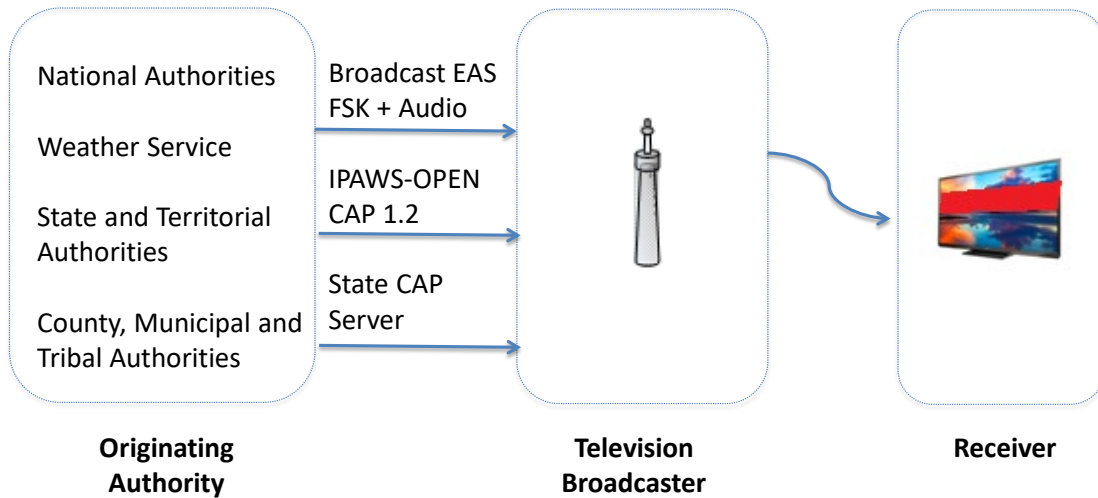 National Authorities
Weather Service
State and Territorial
Authorities
County, Municipal and
Tribal Authorities
Broadcast EAS
FSK + Audio
IPAWS-OPEN
CAP 1.2
State CAP
Server
Originating
Authority
Television
Broadcaster
Receiver